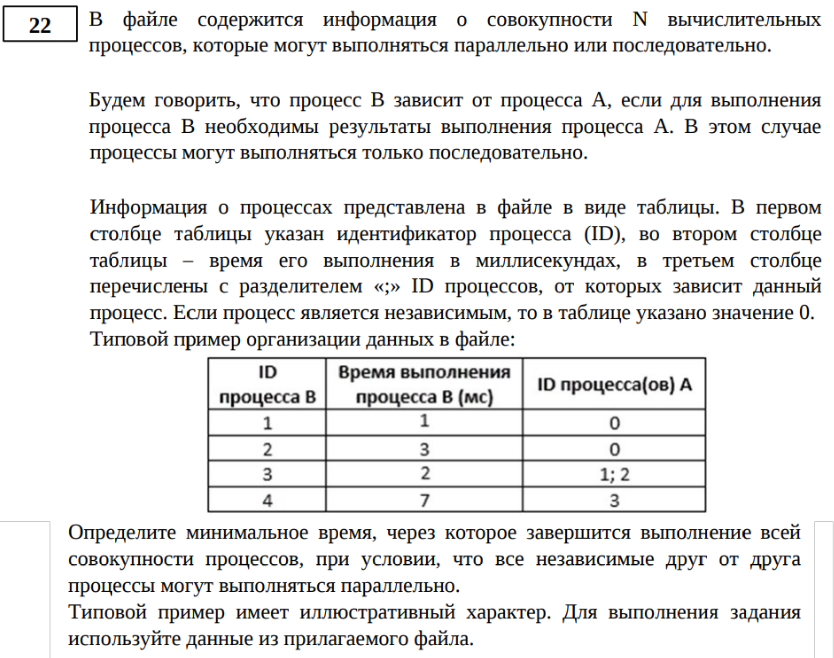 22
В файле содержится информация о совокупности N вычислительных
процессов, которые могут выполняться параллельно или последовательно.
Будем говорить, что процесс B зависит от процесса A, если для выполнения
процесса B необходимы результаты выполнения процесса A. В этом случае
процессы могут выполняться только последовательно.
Информация о процессах представлена в файле в виде таблицы. В первом
столбце таблицы указан идентификатор процесса (ID), во втором столбце
таблицы – время его выполнения в миллисекундах, в третьем столбце
перечислены с разделителем «;» ID процессов, от которых зависит данный
процесс. Если процесс является независимым, то в таблице указано значение 0.
Типовой пример организации данных в файле:
ID процесса B | Время выполнения процесса B (мс) | ID процесса(ов) A
1 | 1 | 0
2 | 3 | 0
3 | 2 | 1; 2
4 | 7 | 3
Определите минимальное время, через которое завершится выполнение всей
совокупности процессов, при условии, что все независимые друг от друга
процессы могут выполняться параллельно.
Типовой пример имеет иллюстративный характер. Для выполнения задания
используйте данные из прилагаемого файла.